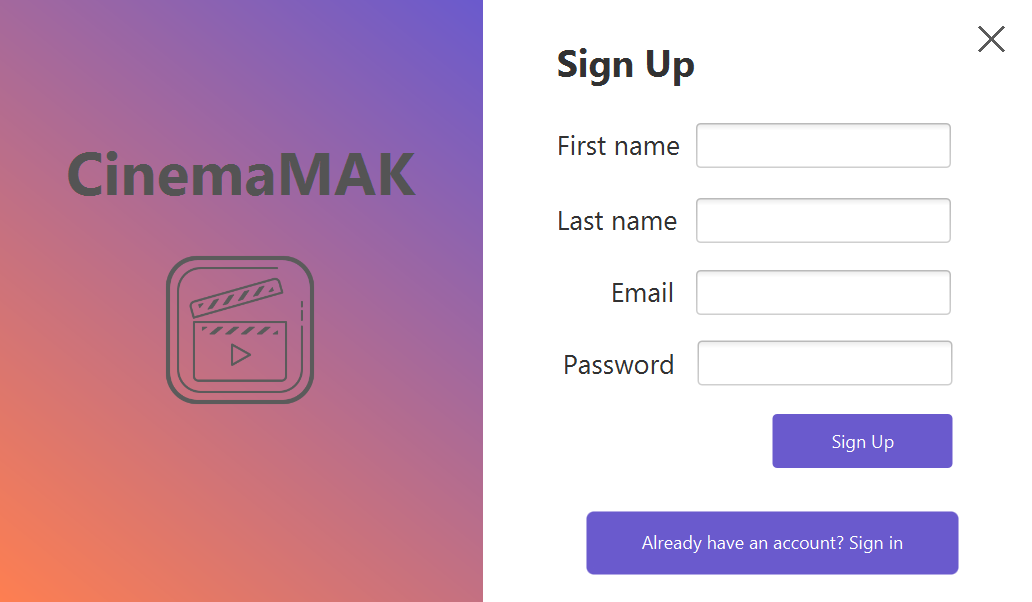 CinemaMAK
Sign Up
First name
Last name
Email
Password
Sign Up
Already have an account? Sign in